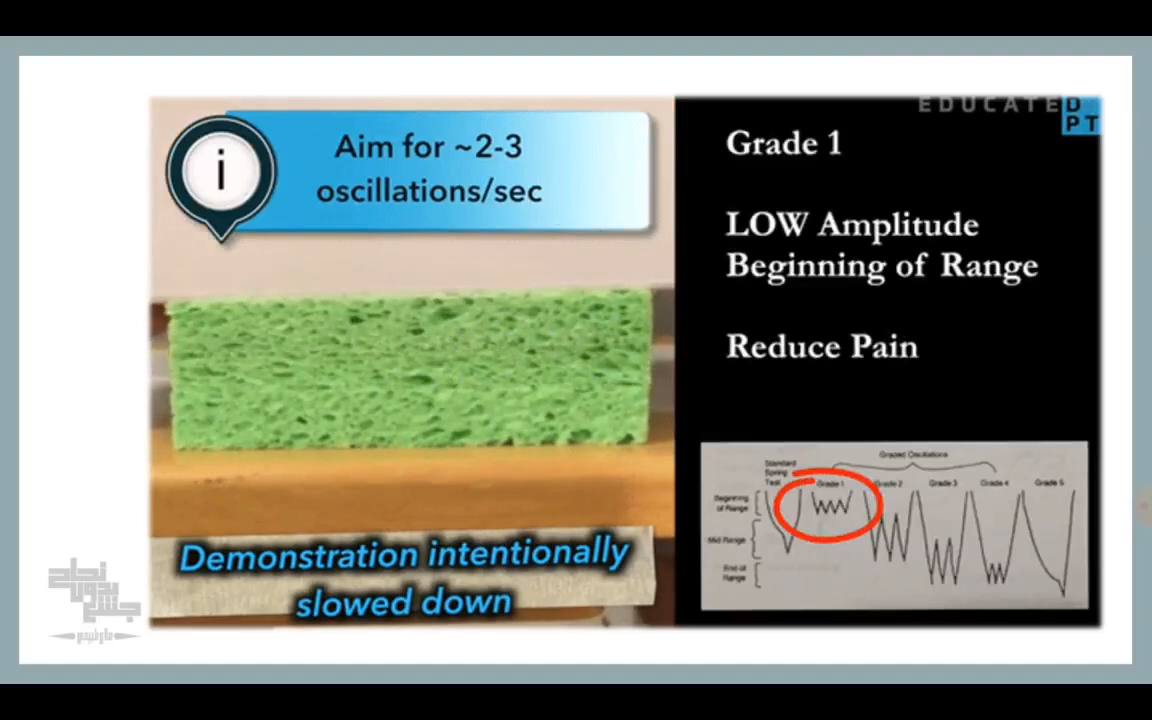 EDUCATED
D
PT
i
Aim for ~2-3
oscillations/sec
Grade 1
LOW Amplitude
Beginning of Range
Reduce Pain
Graded Oscillations
Standard
Spring
Test
Grade 1
Grade 2
Grade 3
Grade 4
Grade 5
Beginning
of Range
Mid Range
End of
Range
Demonstration intentionally
slowed down
نجاح
بدون